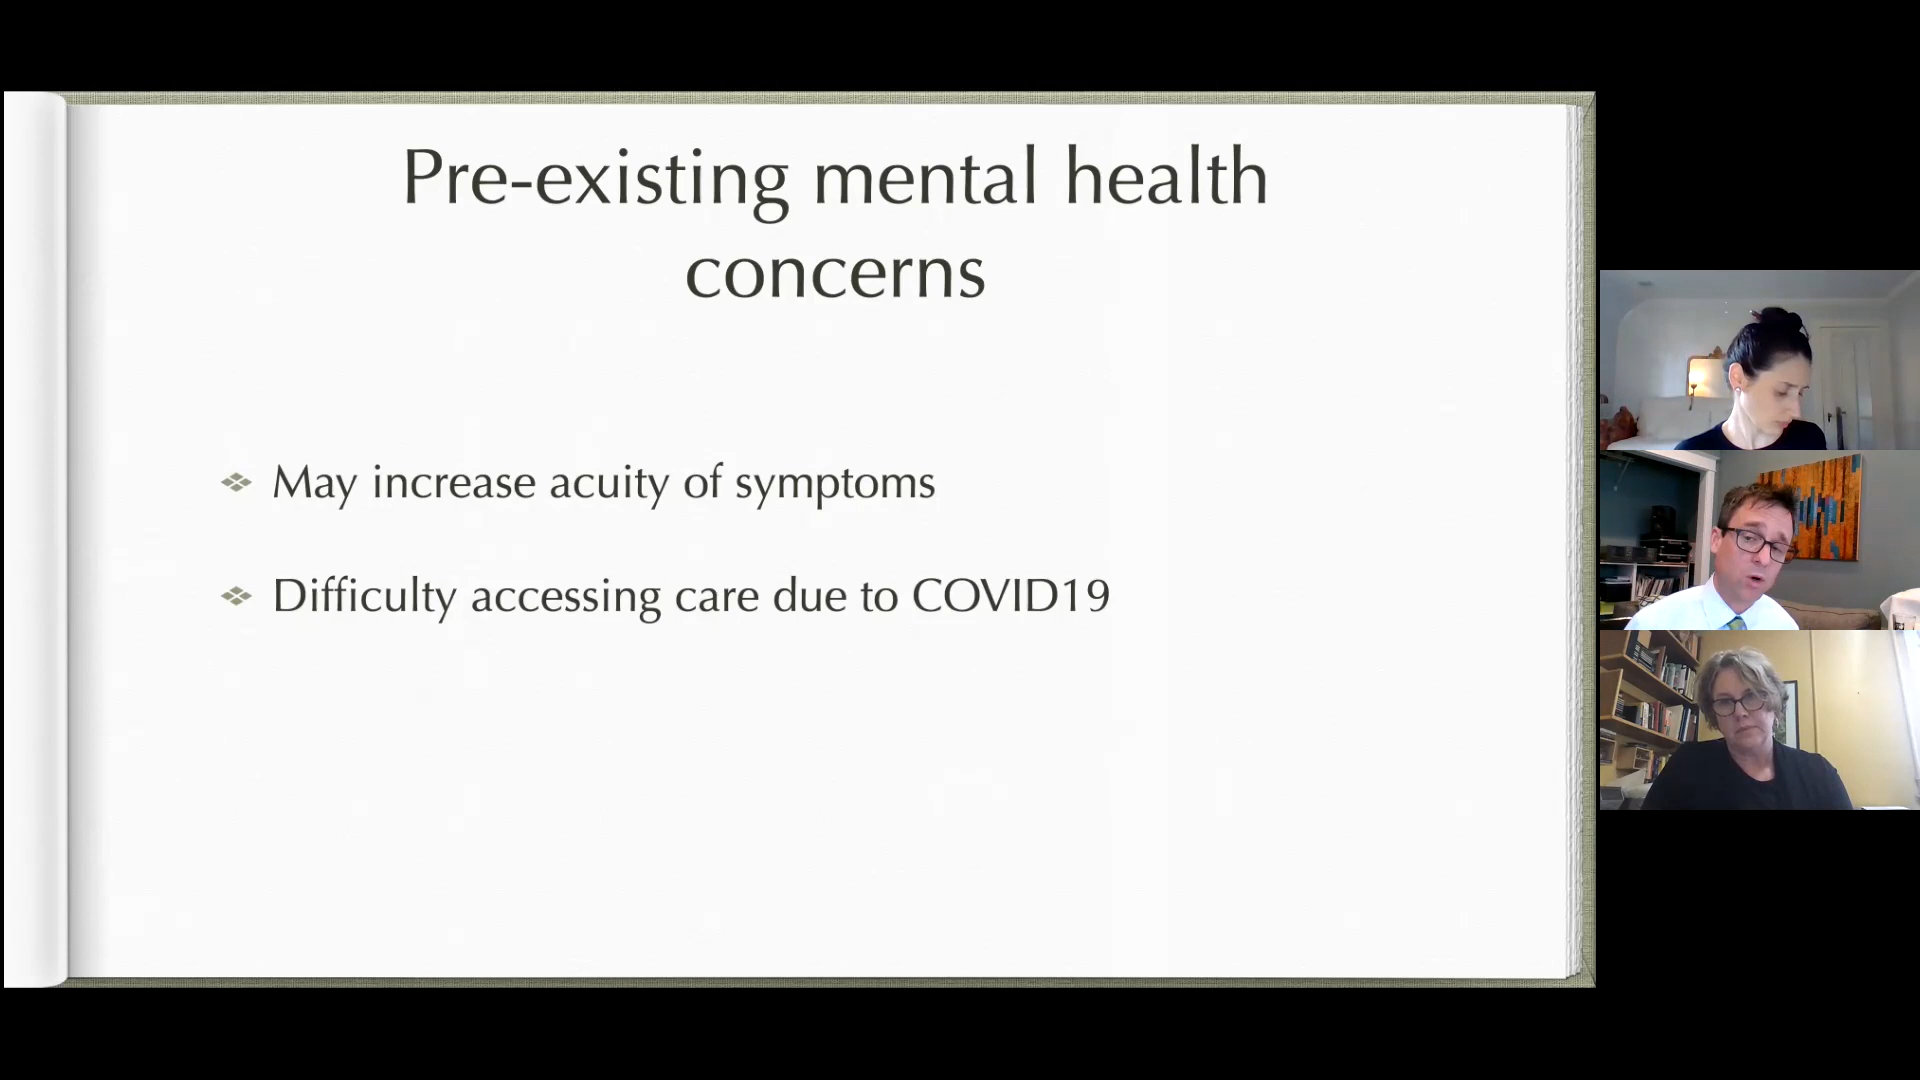 Pre-existing mental health
concerns
May increase acuity of symptoms
Difficulty accessing care due to COVID19